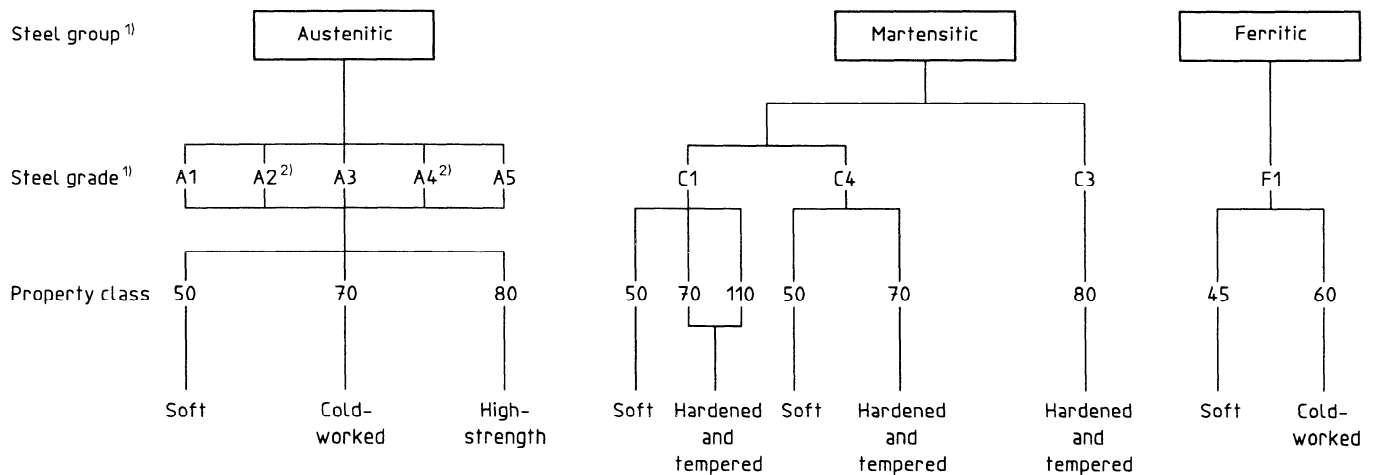 Steel group 1) Austenitic Martensitic Ferritic
Steel grade 1) A1 A2 2) A3 A4 2) A5 C1 C4 C3 F1
Property class 50 70 80 50 70 110 50 70 80 45 60
Soft Cold- High- Soft Hardened Soft Hardened Hardened Soft Cold-
worked strength and and and worked
tempered tempered tempered